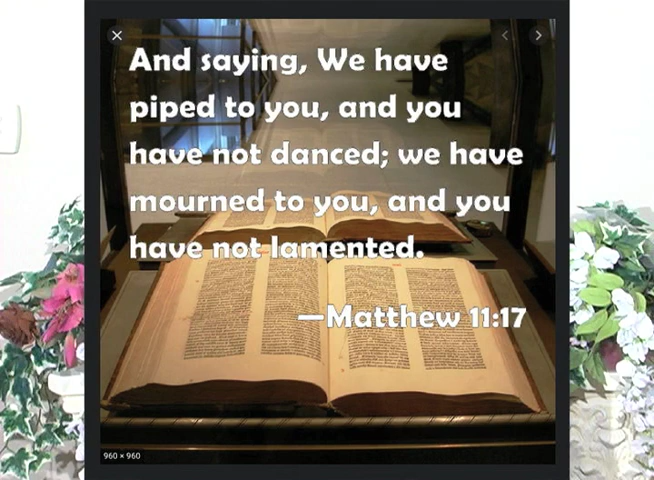 And saying, We have
piped to you, and you
have not danced; we have
mourned to you, and you
have not lamented.
—Matthew 11:17
960 × 960